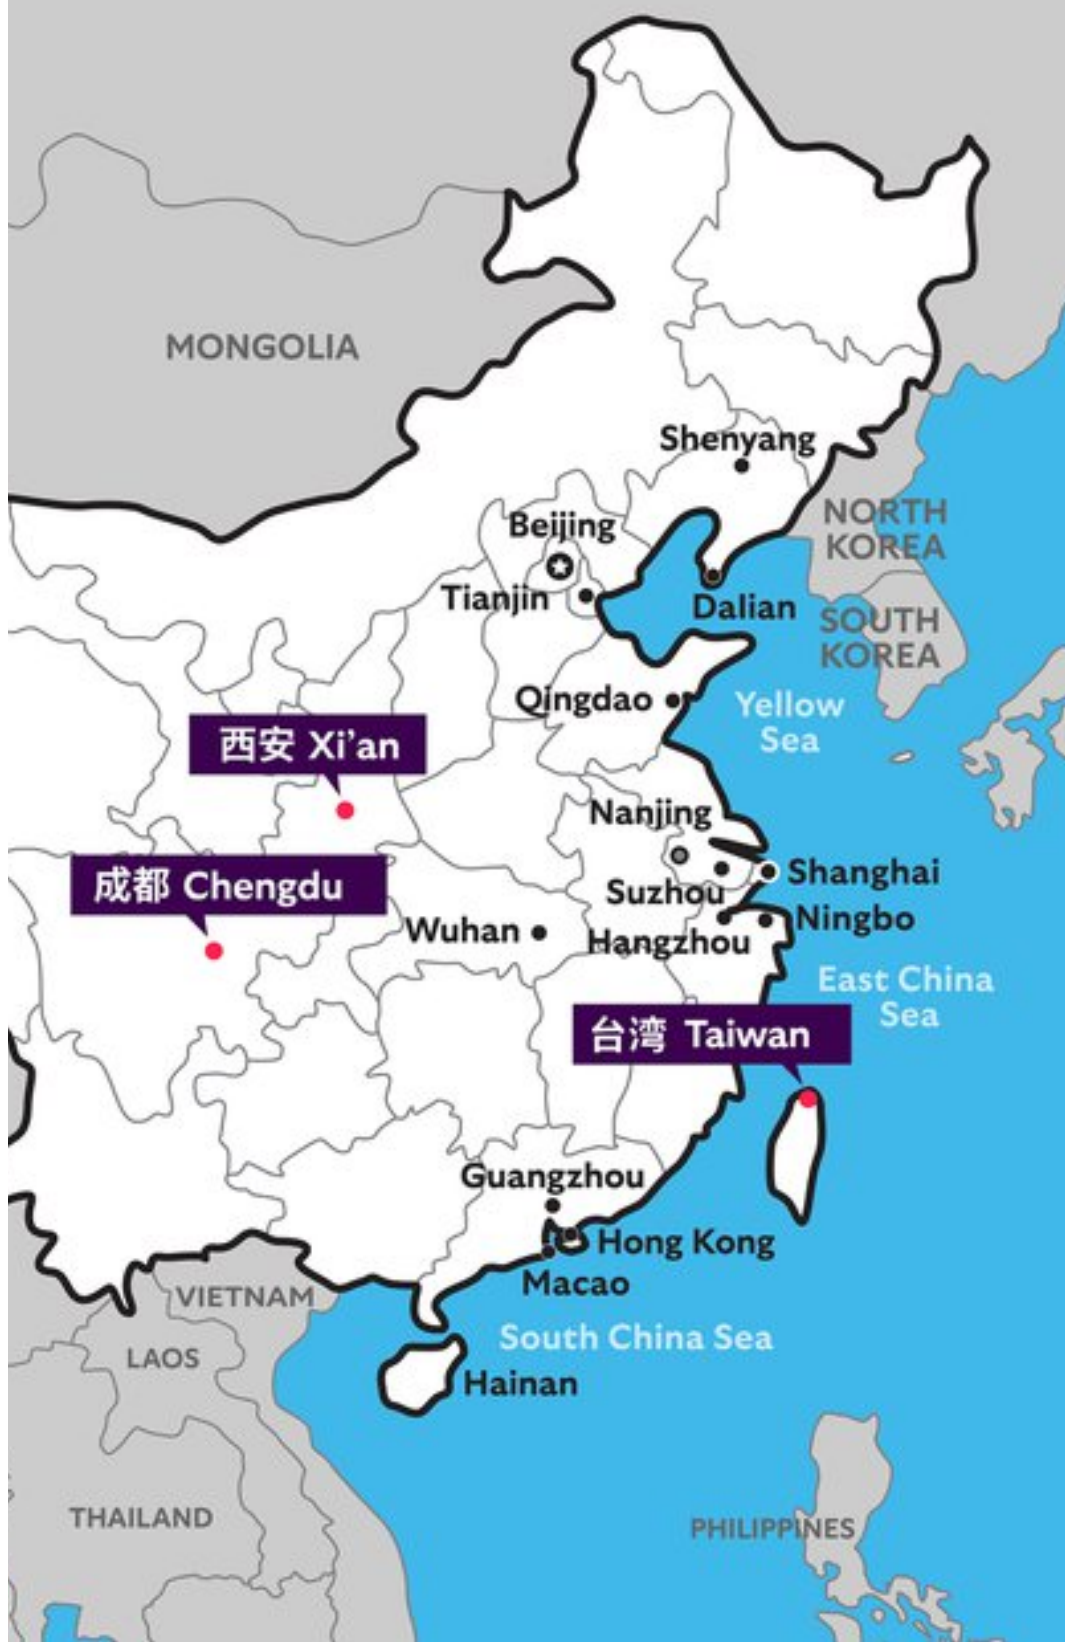 MONGOLIA
Shenyang
NORTH
KOREA
Beijing
Tianjin
Dalian
SOUTH
KOREA
Qingdao
Yellow
Sea
西安 Xi’an
Nanjing
成都 Chengdu
Shanghai
Suzhou
Ningbo
Wuhan
Hangzhou
East China
Sea
台湾 Taiwan
Guangzhou
Hong Kong
Macao
VIETNAM
South China Sea
LAOS
Hainan
THAILAND
PHILIPPINES